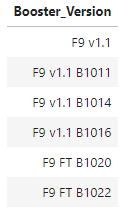 Booster_Version
F9 v1.1
F9 v1.1 B1011
F9 v1.1 B1014
F9 v1.1 B1016
F9 FT B1020
F9 FT B1022